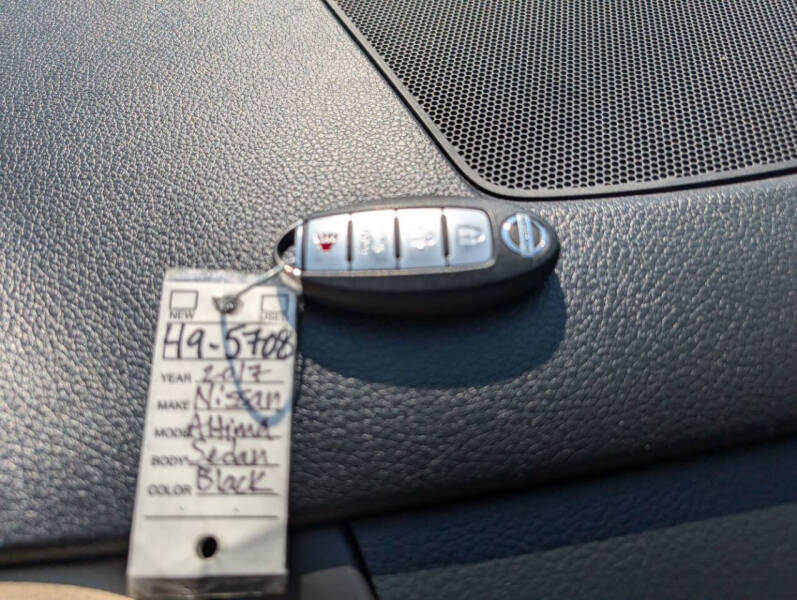 NEW USED
H9-5708
YEAR 2017
MAKE Nissan
MODEL Altima
BODY Sedan
COLOR Black